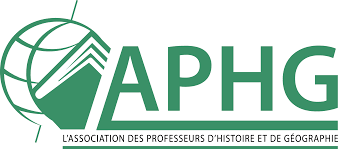 APHG
L'ASSOCIATION DES PROFESSEURS D'HISTOIRE ET DE GÉOGRAPHIE